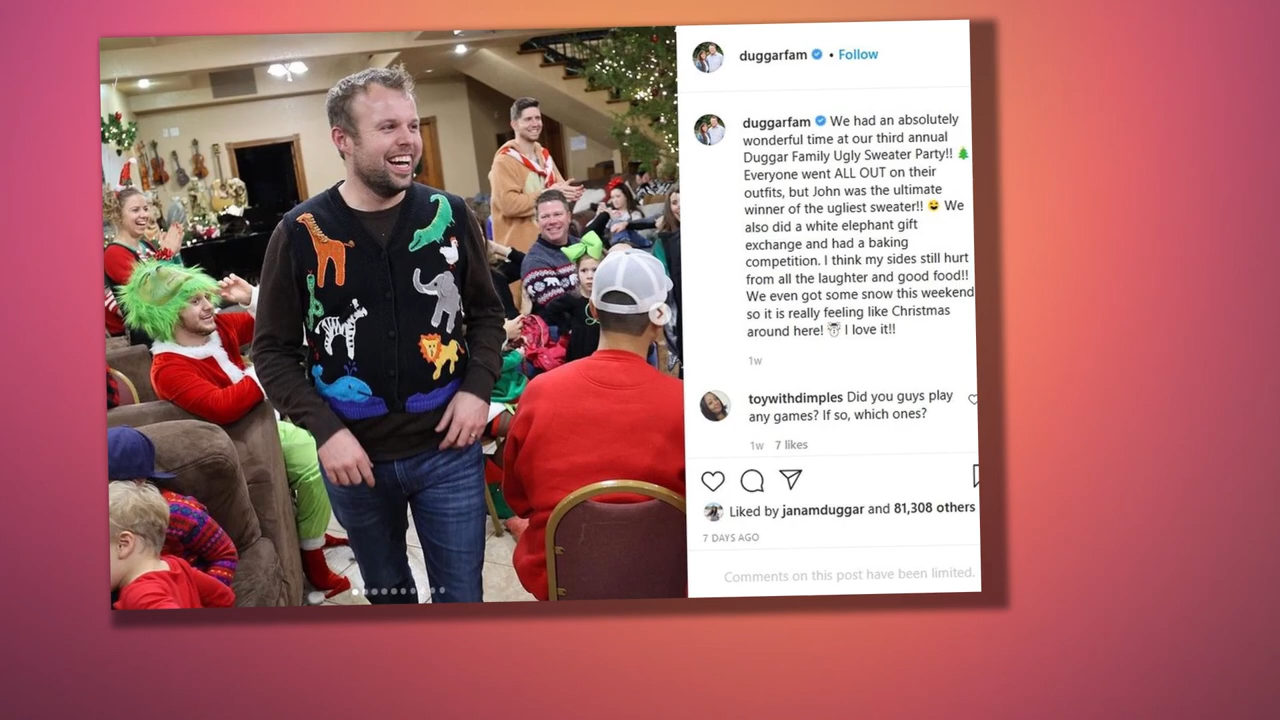 duggarfam • Follow
duggarfam We had an absolutely
wonderful time at our third annual
Duggar Family Ugly Sweater Party!! 🎄
Everyone went ALL OUT on their
outfits, but John was the ultimate
winner of the ugliest sweater!! 😄 We
also did a white elephant gift
exchange and had a baking
competition. I think my sides still hurt
from all the laughter and good food!!
We even got some snow this weekend
so it is really feeling like Christmas
around here! ☃️ I love it!!
1w
toywithdimples Did you guys play
any games? If so, which ones?
1w 7 likes
Liked by janamduggar and 81,308 others
7 DAYS AGO
Comments on this post have been limited.